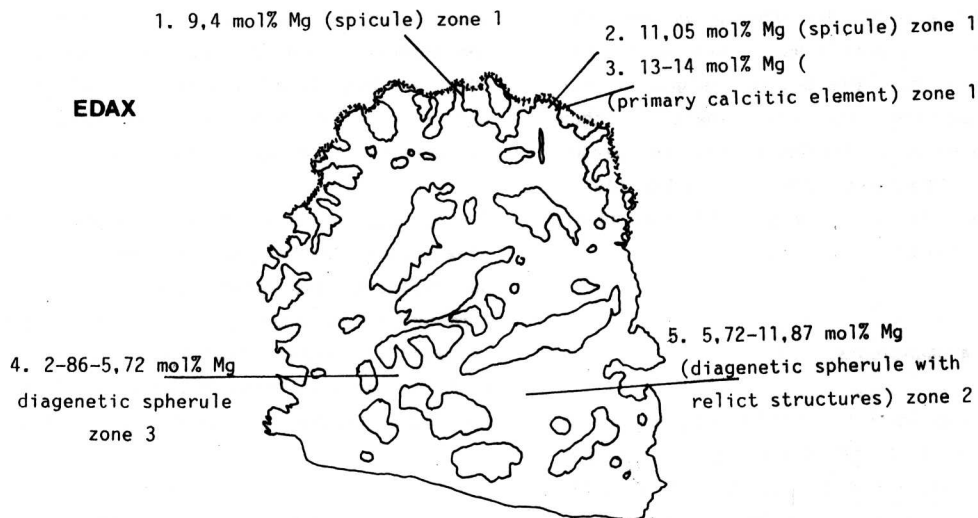 1. 9,4 mol% Mg (spicule) zone 1
2. 11,05 mol% Mg (spicule) zone 1
3. 13-14 mol% Mg (
(primary calcitic element) zone 1
EDAX
4. 2-86-5,72 mol% Mg
diagenetic spherule
zone 3
5. 5,72-11,87 mol% Mg
(diagenetic spherule with
relict structures) zone 2